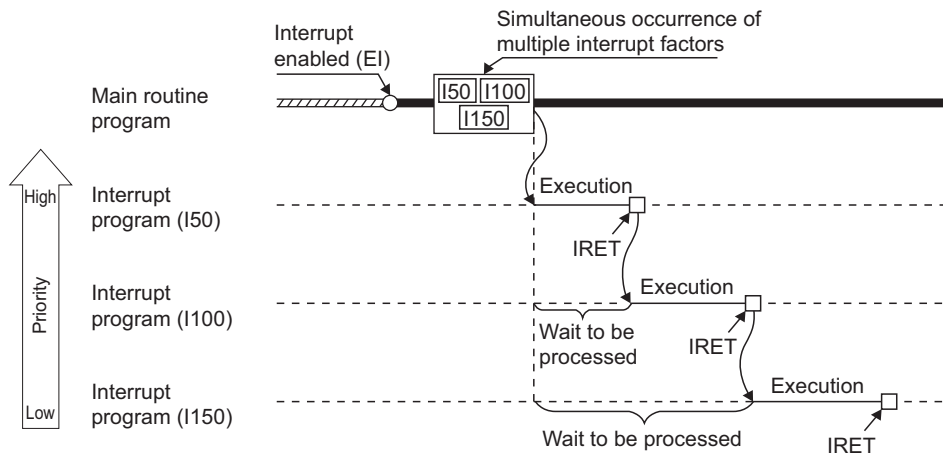 Simultaneous occurrence of
multiple interrupt factors
Interrupt
enabled (EI)
I50 I100
I150
Main routine
program
High
Priority
Low
Interrupt
program (I50)
Execution
IRET
Interrupt
program (I100)
Execution
Wait to be
processed
IRET
Interrupt
program (I150)
Execution
Wait to be processed
IRET